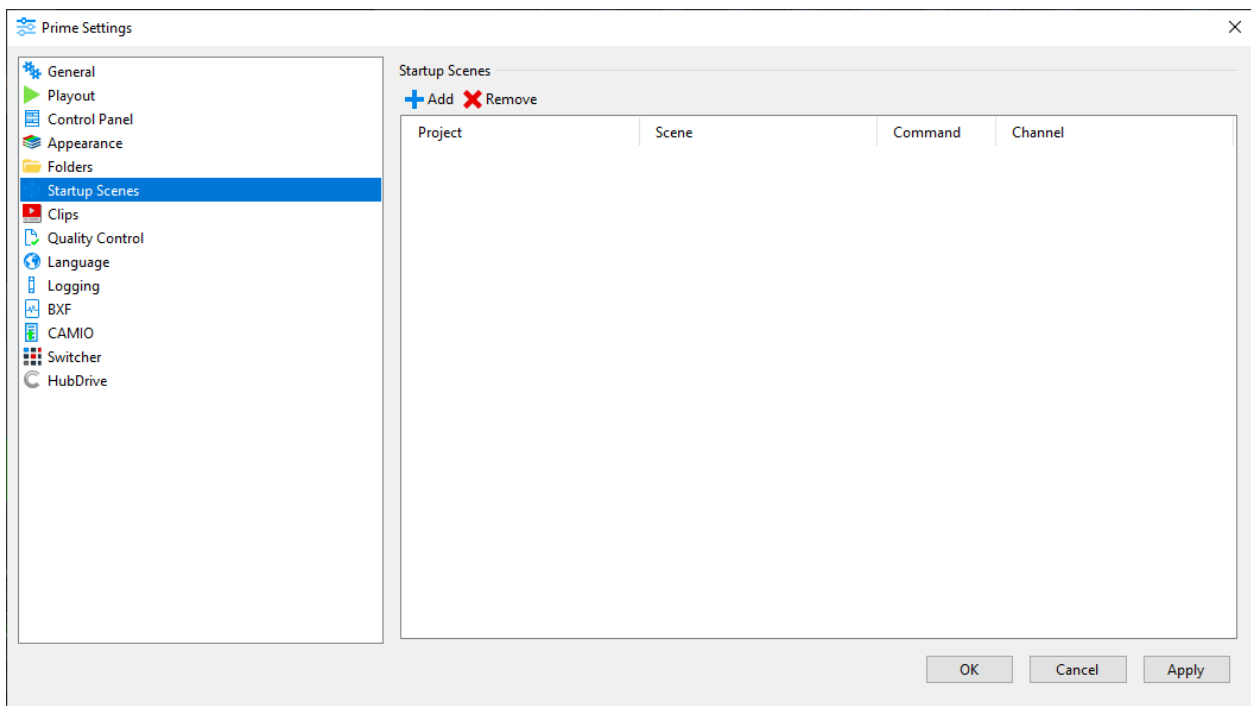 Prime Settings
General
Playout
Control Panel
Appearance
Folders
Startup Scenes
Clips
Quality Control
Language
Logging
BXF
CAMIO
Switcher
HubDrive
Startup Scenes
Add Remove
Project Scene Command Channel
OK Cancel Apply